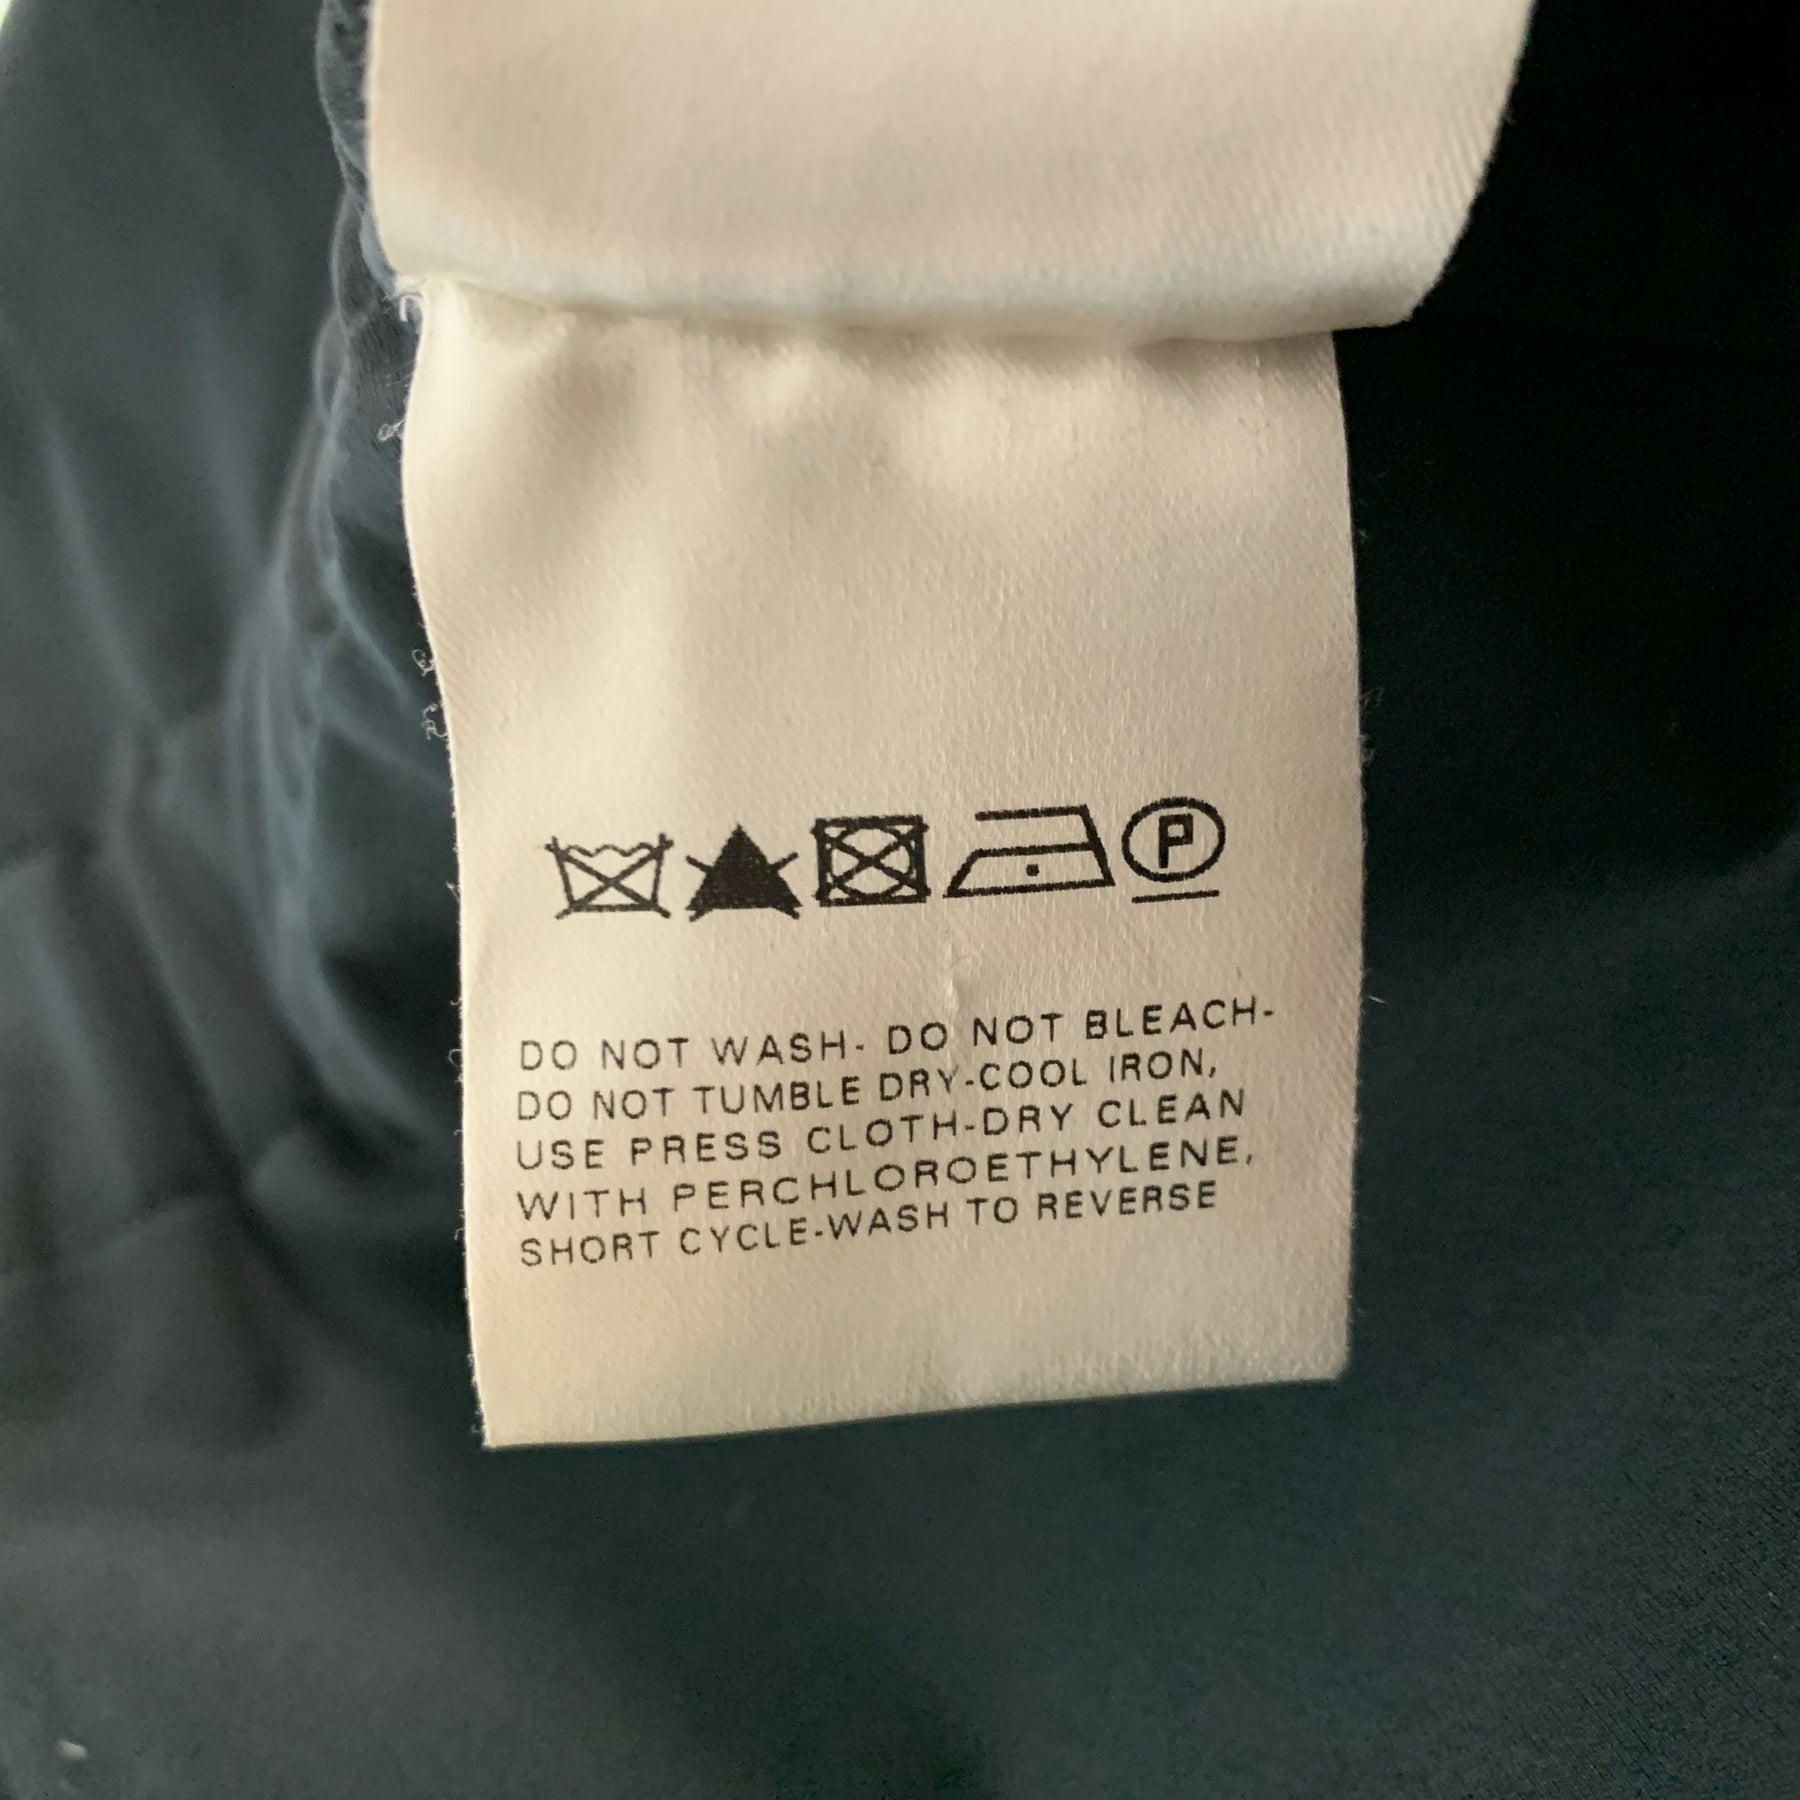 P
DO NOT WASH- DO NOT BLEACH-
DO NOT TUMBLE DRY-COOL IRON,
USE PRESS CLOTH-DRY CLEAN
WITH PERCHLOROETHYLENE,
SHORT CYCLE-WASH TO REVERSE